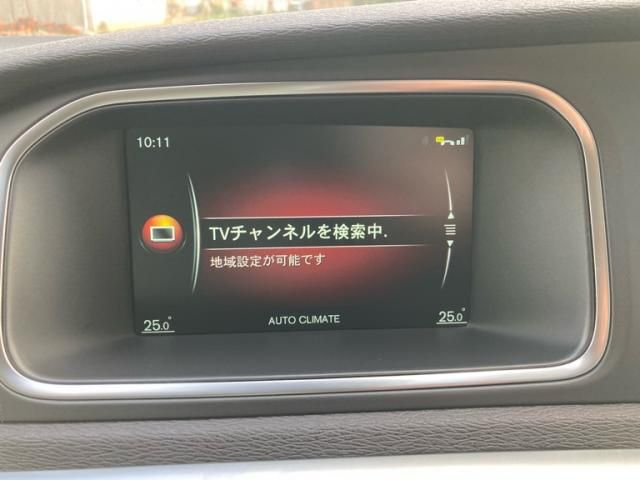 10:11
TVチャンネルを検索中.
地域設定が可能です
25.0°
AUTO CLIMATE
25.0°